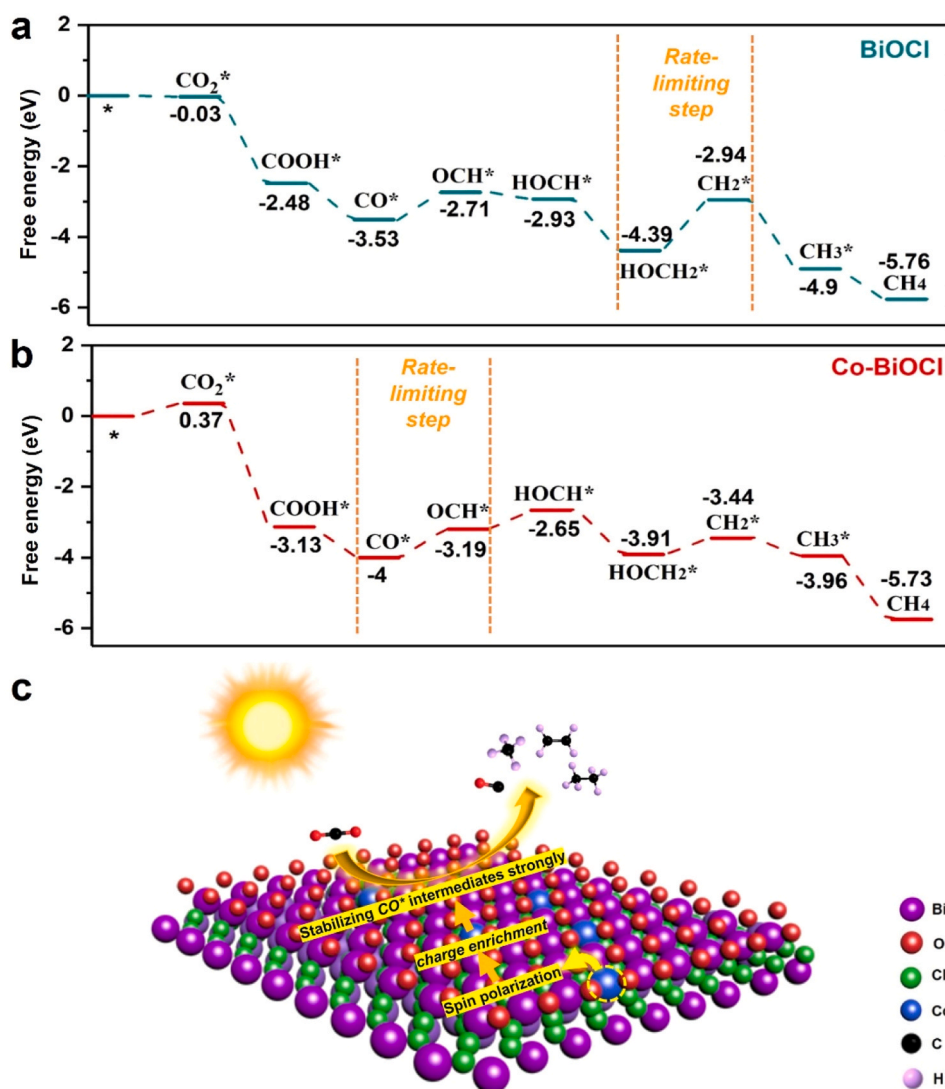 a
BiOCl
Free energy (eV)
2
0
-2
-4
-6
*
CO2*
-0.03
COOH*
-2.48
CO*
-3.53
OCH*
-2.71
HOCH*
-2.93
-4.39
HOCH2*
Rate-
limiting
step
-2.94
CH2*
CH3*
-4.9
-5.76
CH4
b
Co-BiOCl
Free energy (eV)
2
0
-2
-4
-6
*
CO2*
0.37
COOH*
-3.13
CO*
-4
Rate-
limiting
step
OCH*
-3.19
HOCH*
-2.65
-3.91
HOCH2*
-3.44
CH2*
CH3*
-3.96
-5.73
CH4
c
Stabilizing CO* intermediates strongly
charge enrichment
Spin polarization
Bi
O
Cl
Co
C
H